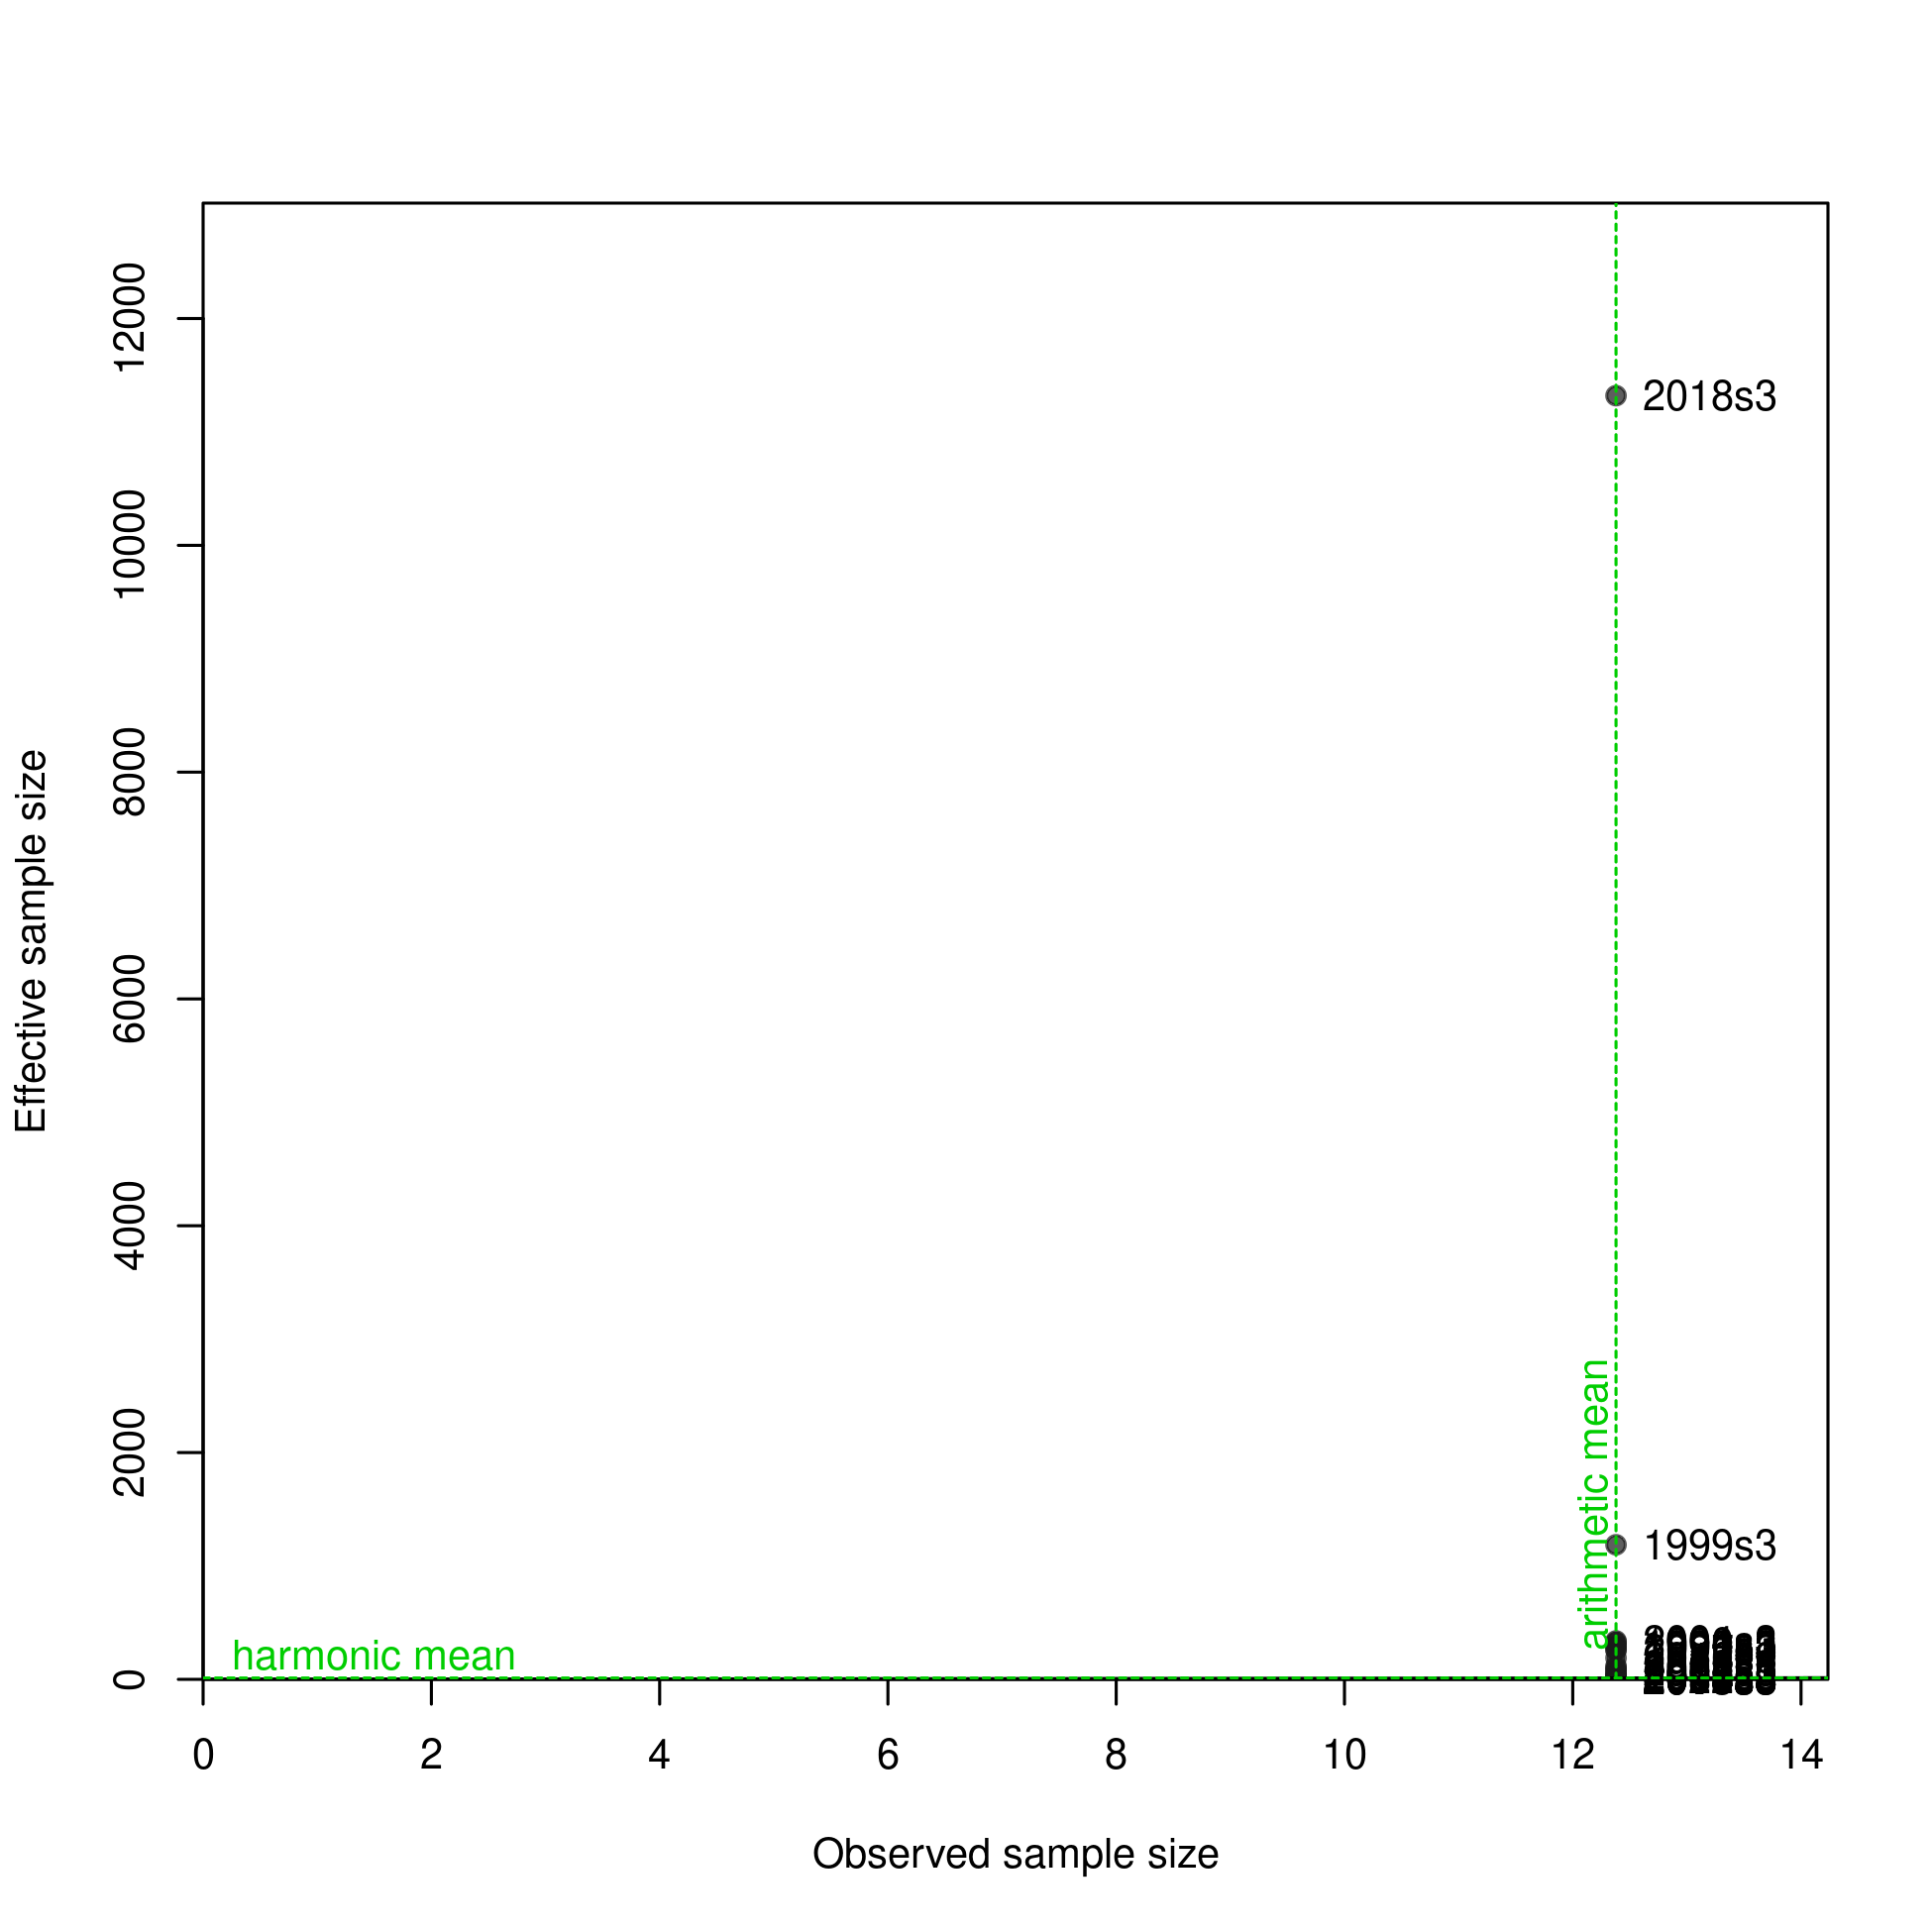 12000
2018s3
10000
8000
6000
4000
2000
0
Effective sample size
arithmetic mean
1999s3
harmonic mean
0 2 4 6 8 10 12 14
Observed sample size